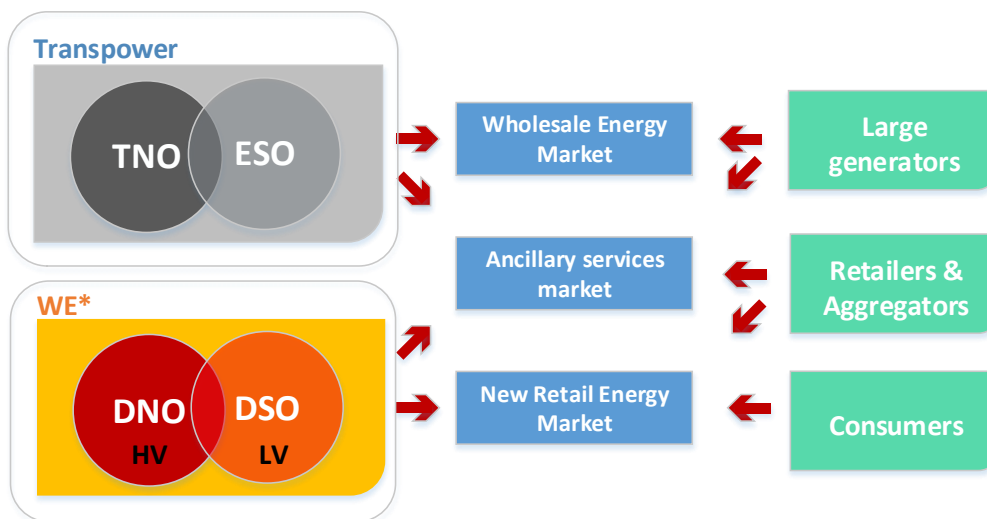 Transpower
TNO
ESO
WE*
DNO
HV
DSO
LV
Wholesale Energy
Market
Ancillary services
market
New Retail Energy
Market
Large
generators
Retailers &
Aggregators
Consumers